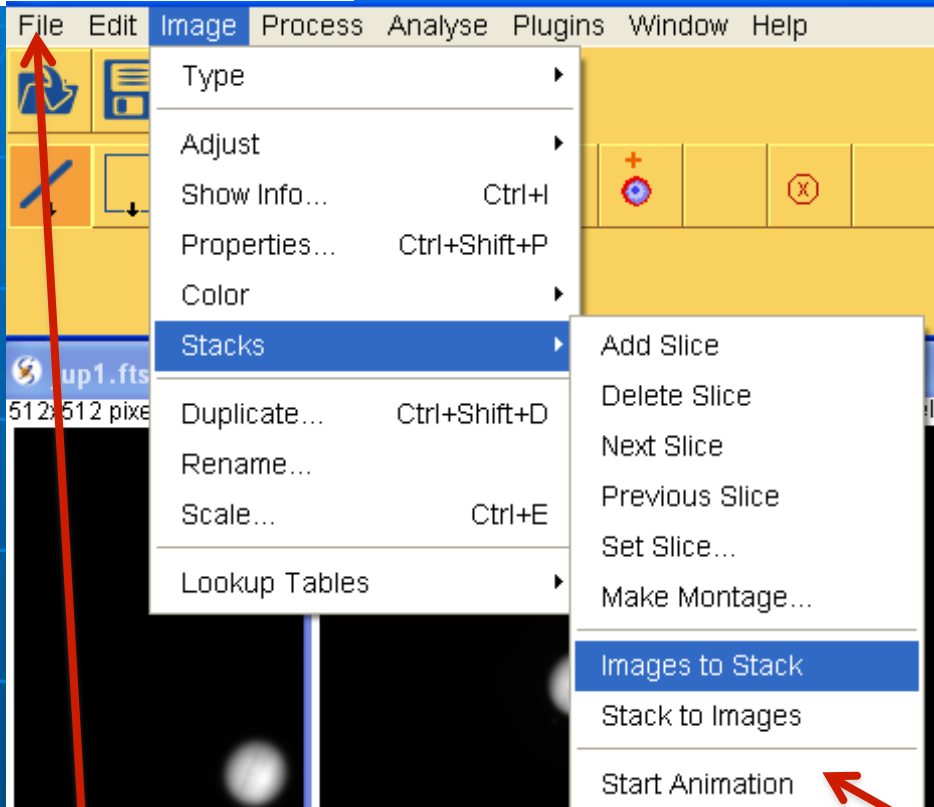 File Edit Image Process Analyse Plugins Window Help
Type
Adjust
Show Info... Ctrl+I
Properties... Ctrl+Shift+P
Color
Stacks
Duplicate... Ctrl+Shift+D
Rename...
Scale... Ctrl+E
Lookup Tables
Add Slice
Delete Slice
Next Slice
Previous Slice
Set Slice...
Make Montage...
Images to Stack
Stack to Images
Start Animation
up1.fts
512x512 pixe